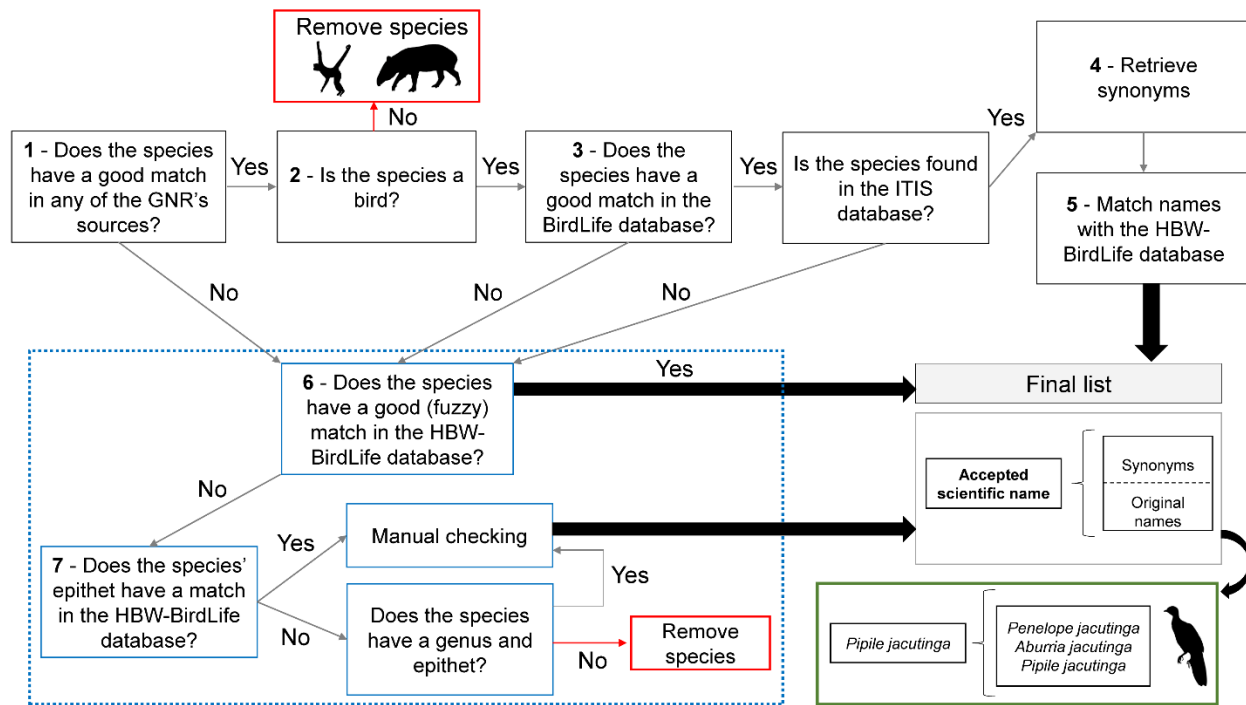 Remove species
No
1 - Does the species
have a good match
in any of the GNR's
sources?
Yes
2 - Is the species a
bird?
Yes
3 - Does the
species have a
good match in the
BirdLife database?
Yes
Is the species found
in the ITIS
database?
Yes
4 - Retrieve
synonyms
5 - Match names
with the HBW-
BirdLife database
No
No
No
6 - Does the species
have a good (fuzzy)
match in the HBW-
BirdLife database?
Yes
Final list
No
7 - Does the species'
epithet have a match
in the HBW-BirdLife
database?
Yes
Manual checking
Yes
No
Does the species
have a genus and
epithet?
No
Remove
species
Accepted
scientific name
Synonyms
Original
names
Pipile jacutinga
Penelope jacutinga
Aburria jacutinga
Pipile jacutinga